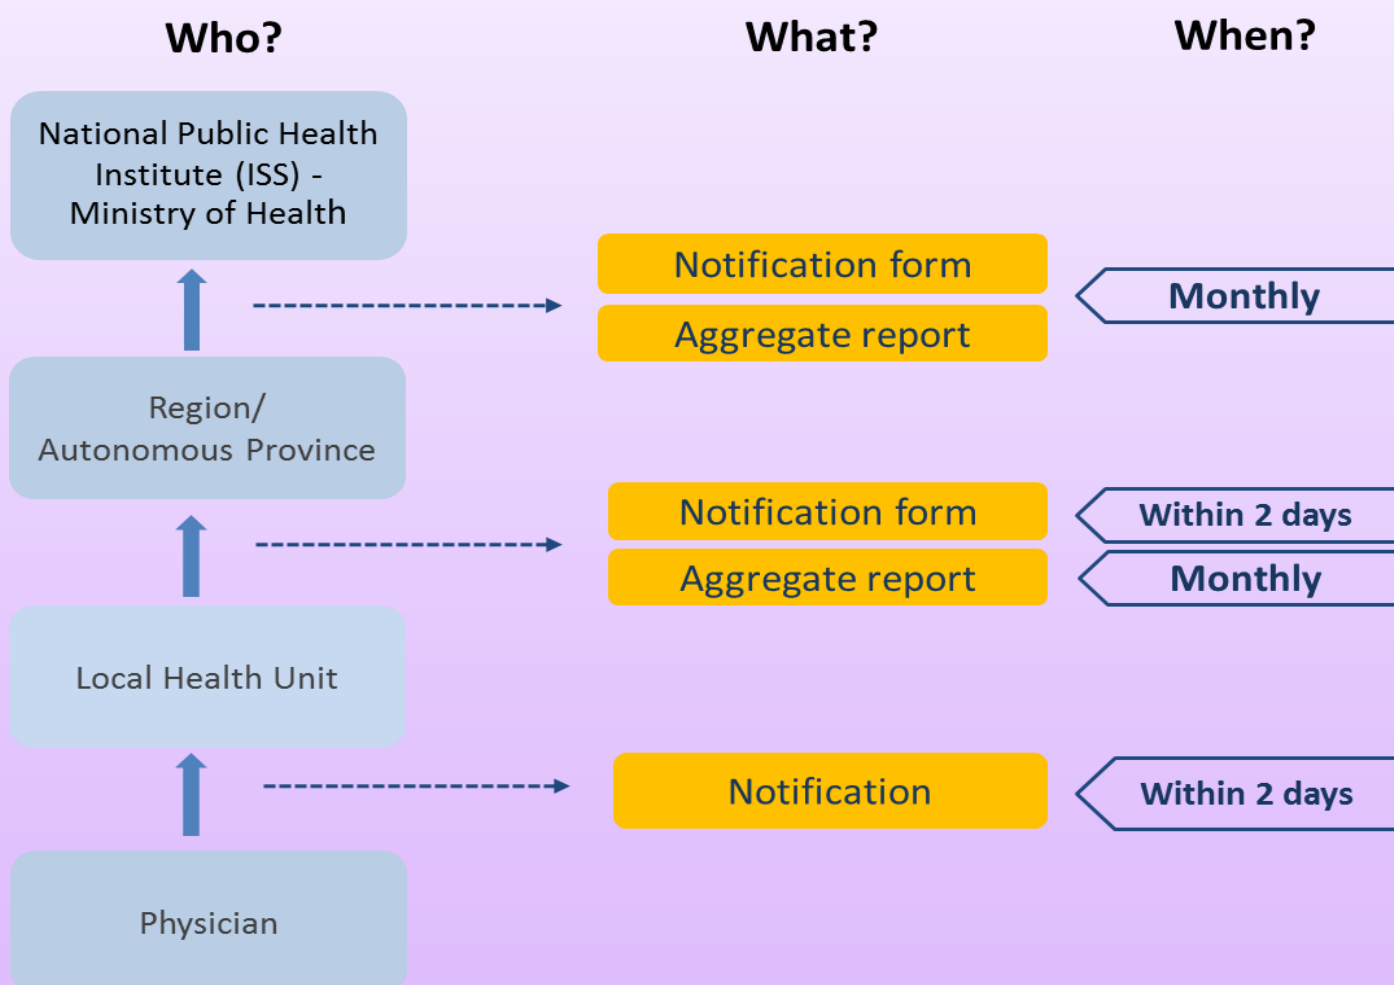 Who?
What?
When?
National Public Health
Institute (ISS) -
Ministry of Health
Notification form
Monthly
Aggregate report
Region/
Autonomous Province
Notification form
Within 2 days
Aggregate report
Monthly
Local Health Unit
Notification
Within 2 days
Physician